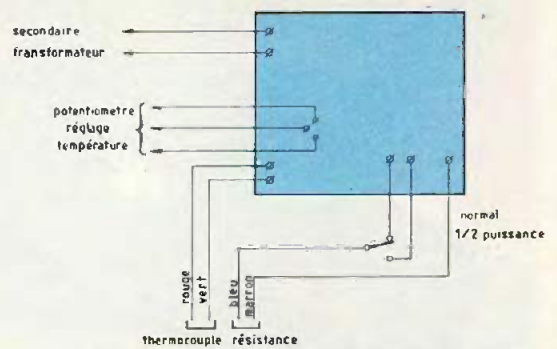 secondaire
transformateur
potentiomètre
réglage
température
normal
1/2 puissance
rouge
vert
bleu
marron
thermocouple
résistance